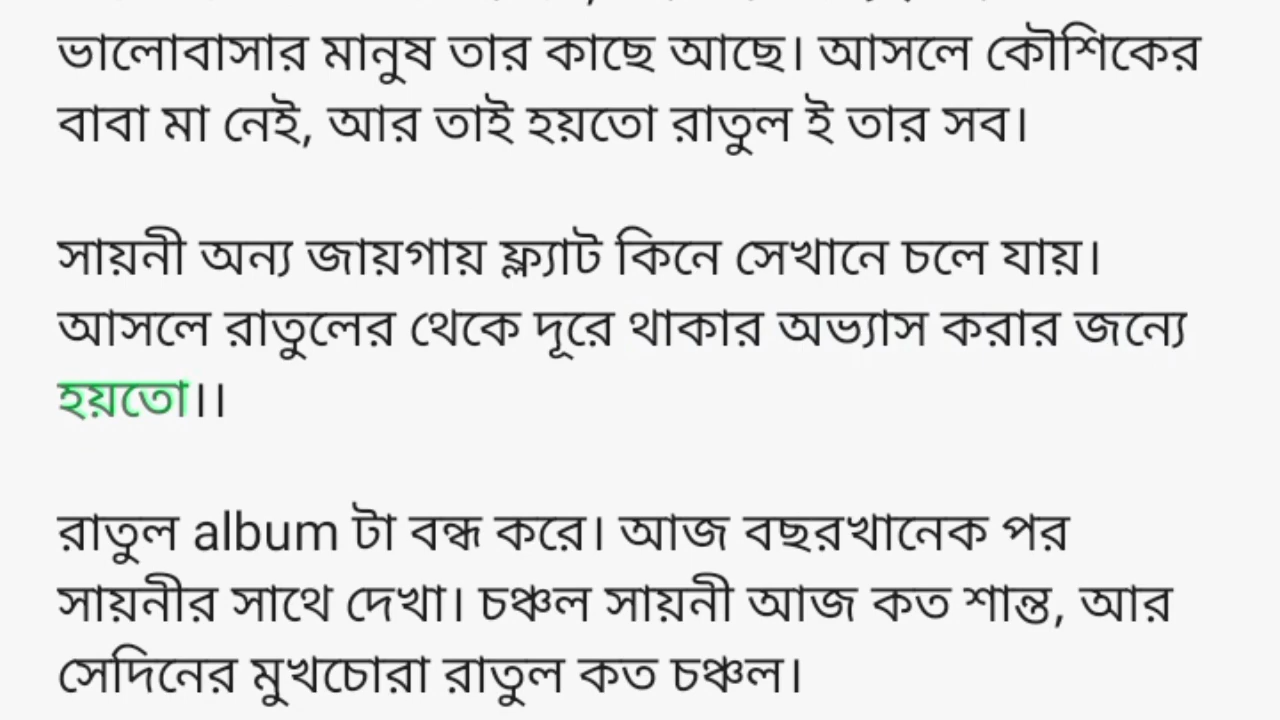 ভালোবাসার মানুষ তার কাছে আছে। আসলে কৌশিকের
বাবা মা নেই, আর তাই হয়তো রাতুল ই তার সব।
সায়নী অন্য জায়গায় ফ্ল্যাট কিনে সেখানে চলে যায়।
আসলে রাতুলের থেকে দূরে থাকার অভ্যাস করার জন্যে
হয়তো।।
রাতুল album টা বন্ধ করে। আজ বছরখানেক পর
সায়নীর সাথে দেখা। চঞ্চল সায়নী আজ কত শান্ত, আর
সেদিনের মুখচোরা রাতুল কত চঞ্চল।